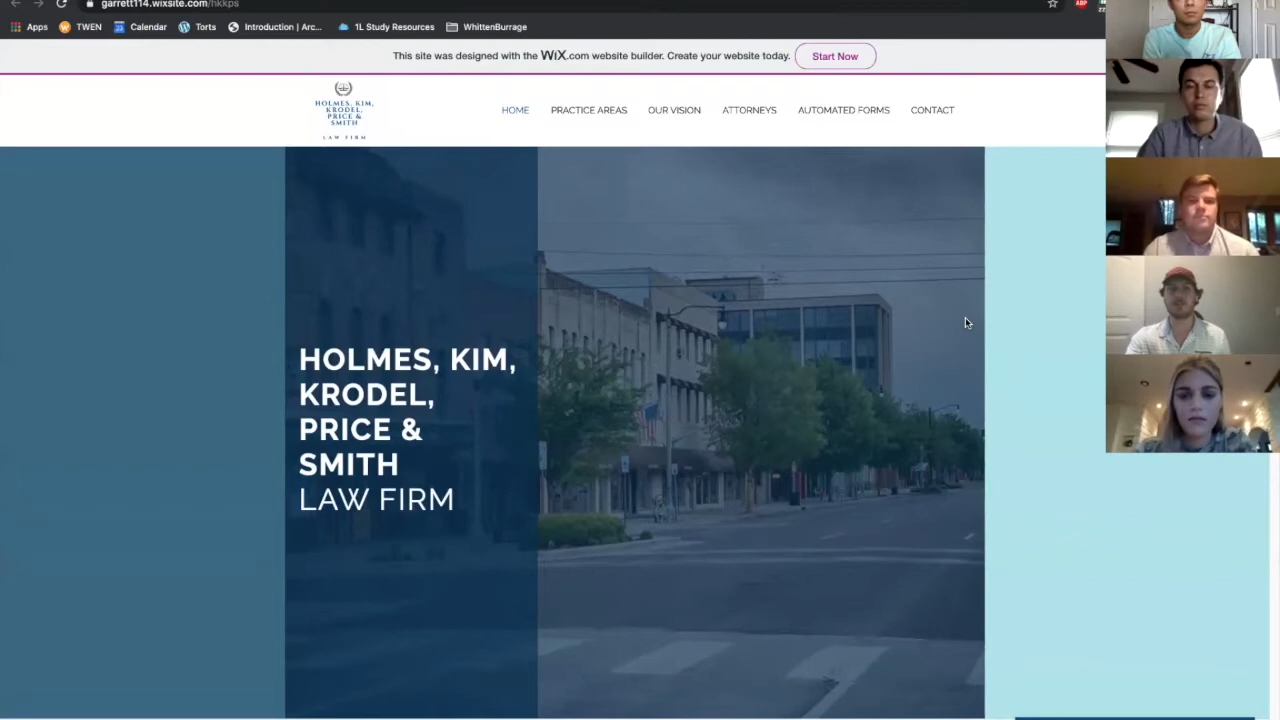 garrett114.wixsite.com/hkkps
Apps TWEN Calendar Torts Introduction | Arc... 1L Study Resources WhittenBurrage
This site was designed with the WiX.com website builder. Create your website today. Start Now
HOLMES, KIM,
KRODEL,
PRICE &
SMITH
LAW FIRM
HOME PRACTICE AREAS OUR VISION ATTORNEYS AUTOMATED FORMS CONTACT
HOLMES, KIM,
KRODEL,
PRICE &
SMITH
LAW FIRM